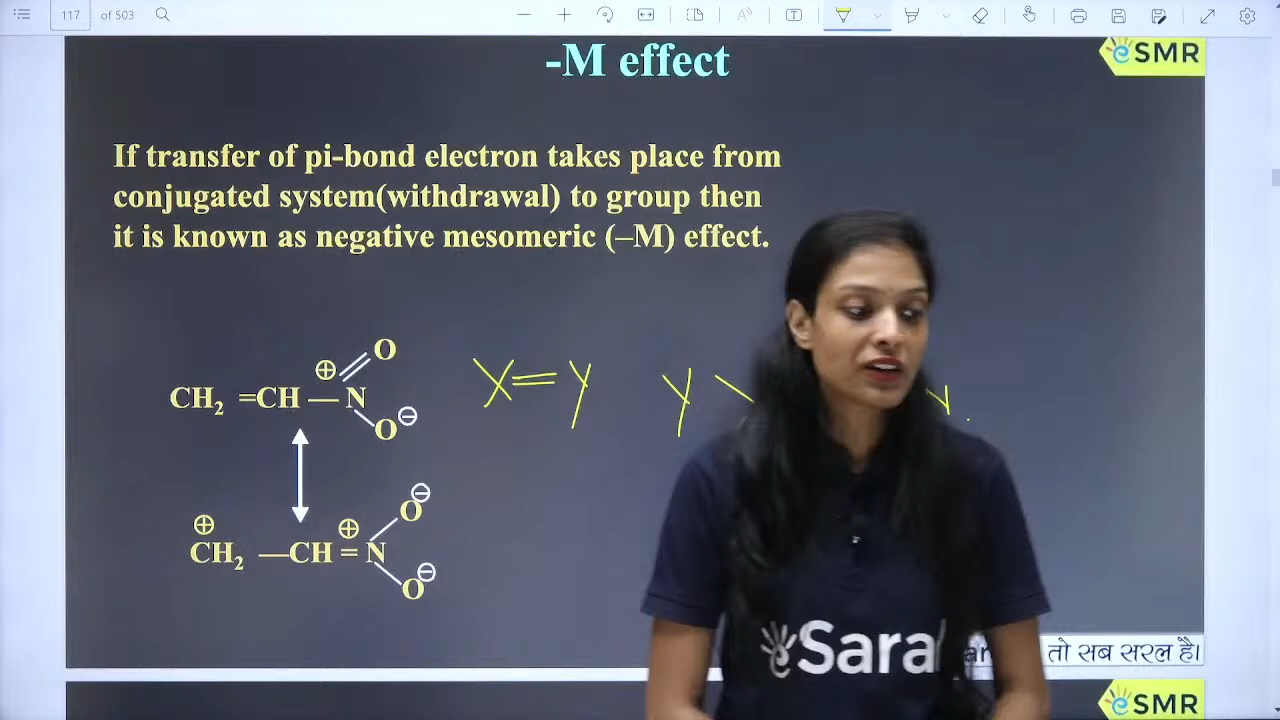 117 of 503
-M effect
eSMR
If transfer of pi-bond electron takes place from
conjugated system(withdrawal) to group then
it is known as negative mesomeric (–M) effect.
CH₂ =CH — N⊕ =O
O⊖
X=Y Y
⊕CH₂ —CH = N⊕ O⊖
O⊖
eSaral
तो सब सरल है।
eSMR